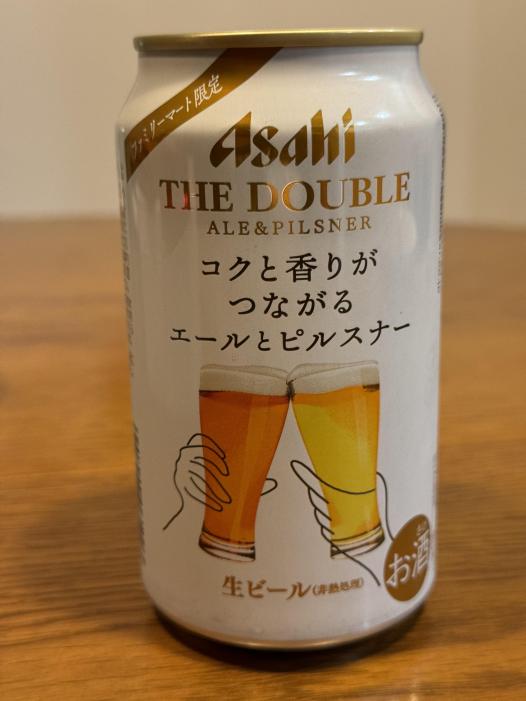 ファミリーマート限定
Asahi
THE DOUBLE
ALE&PILSNER
コクと香りが
つながる
エールとピルスナー
生ビール(非熱処理)
お酒